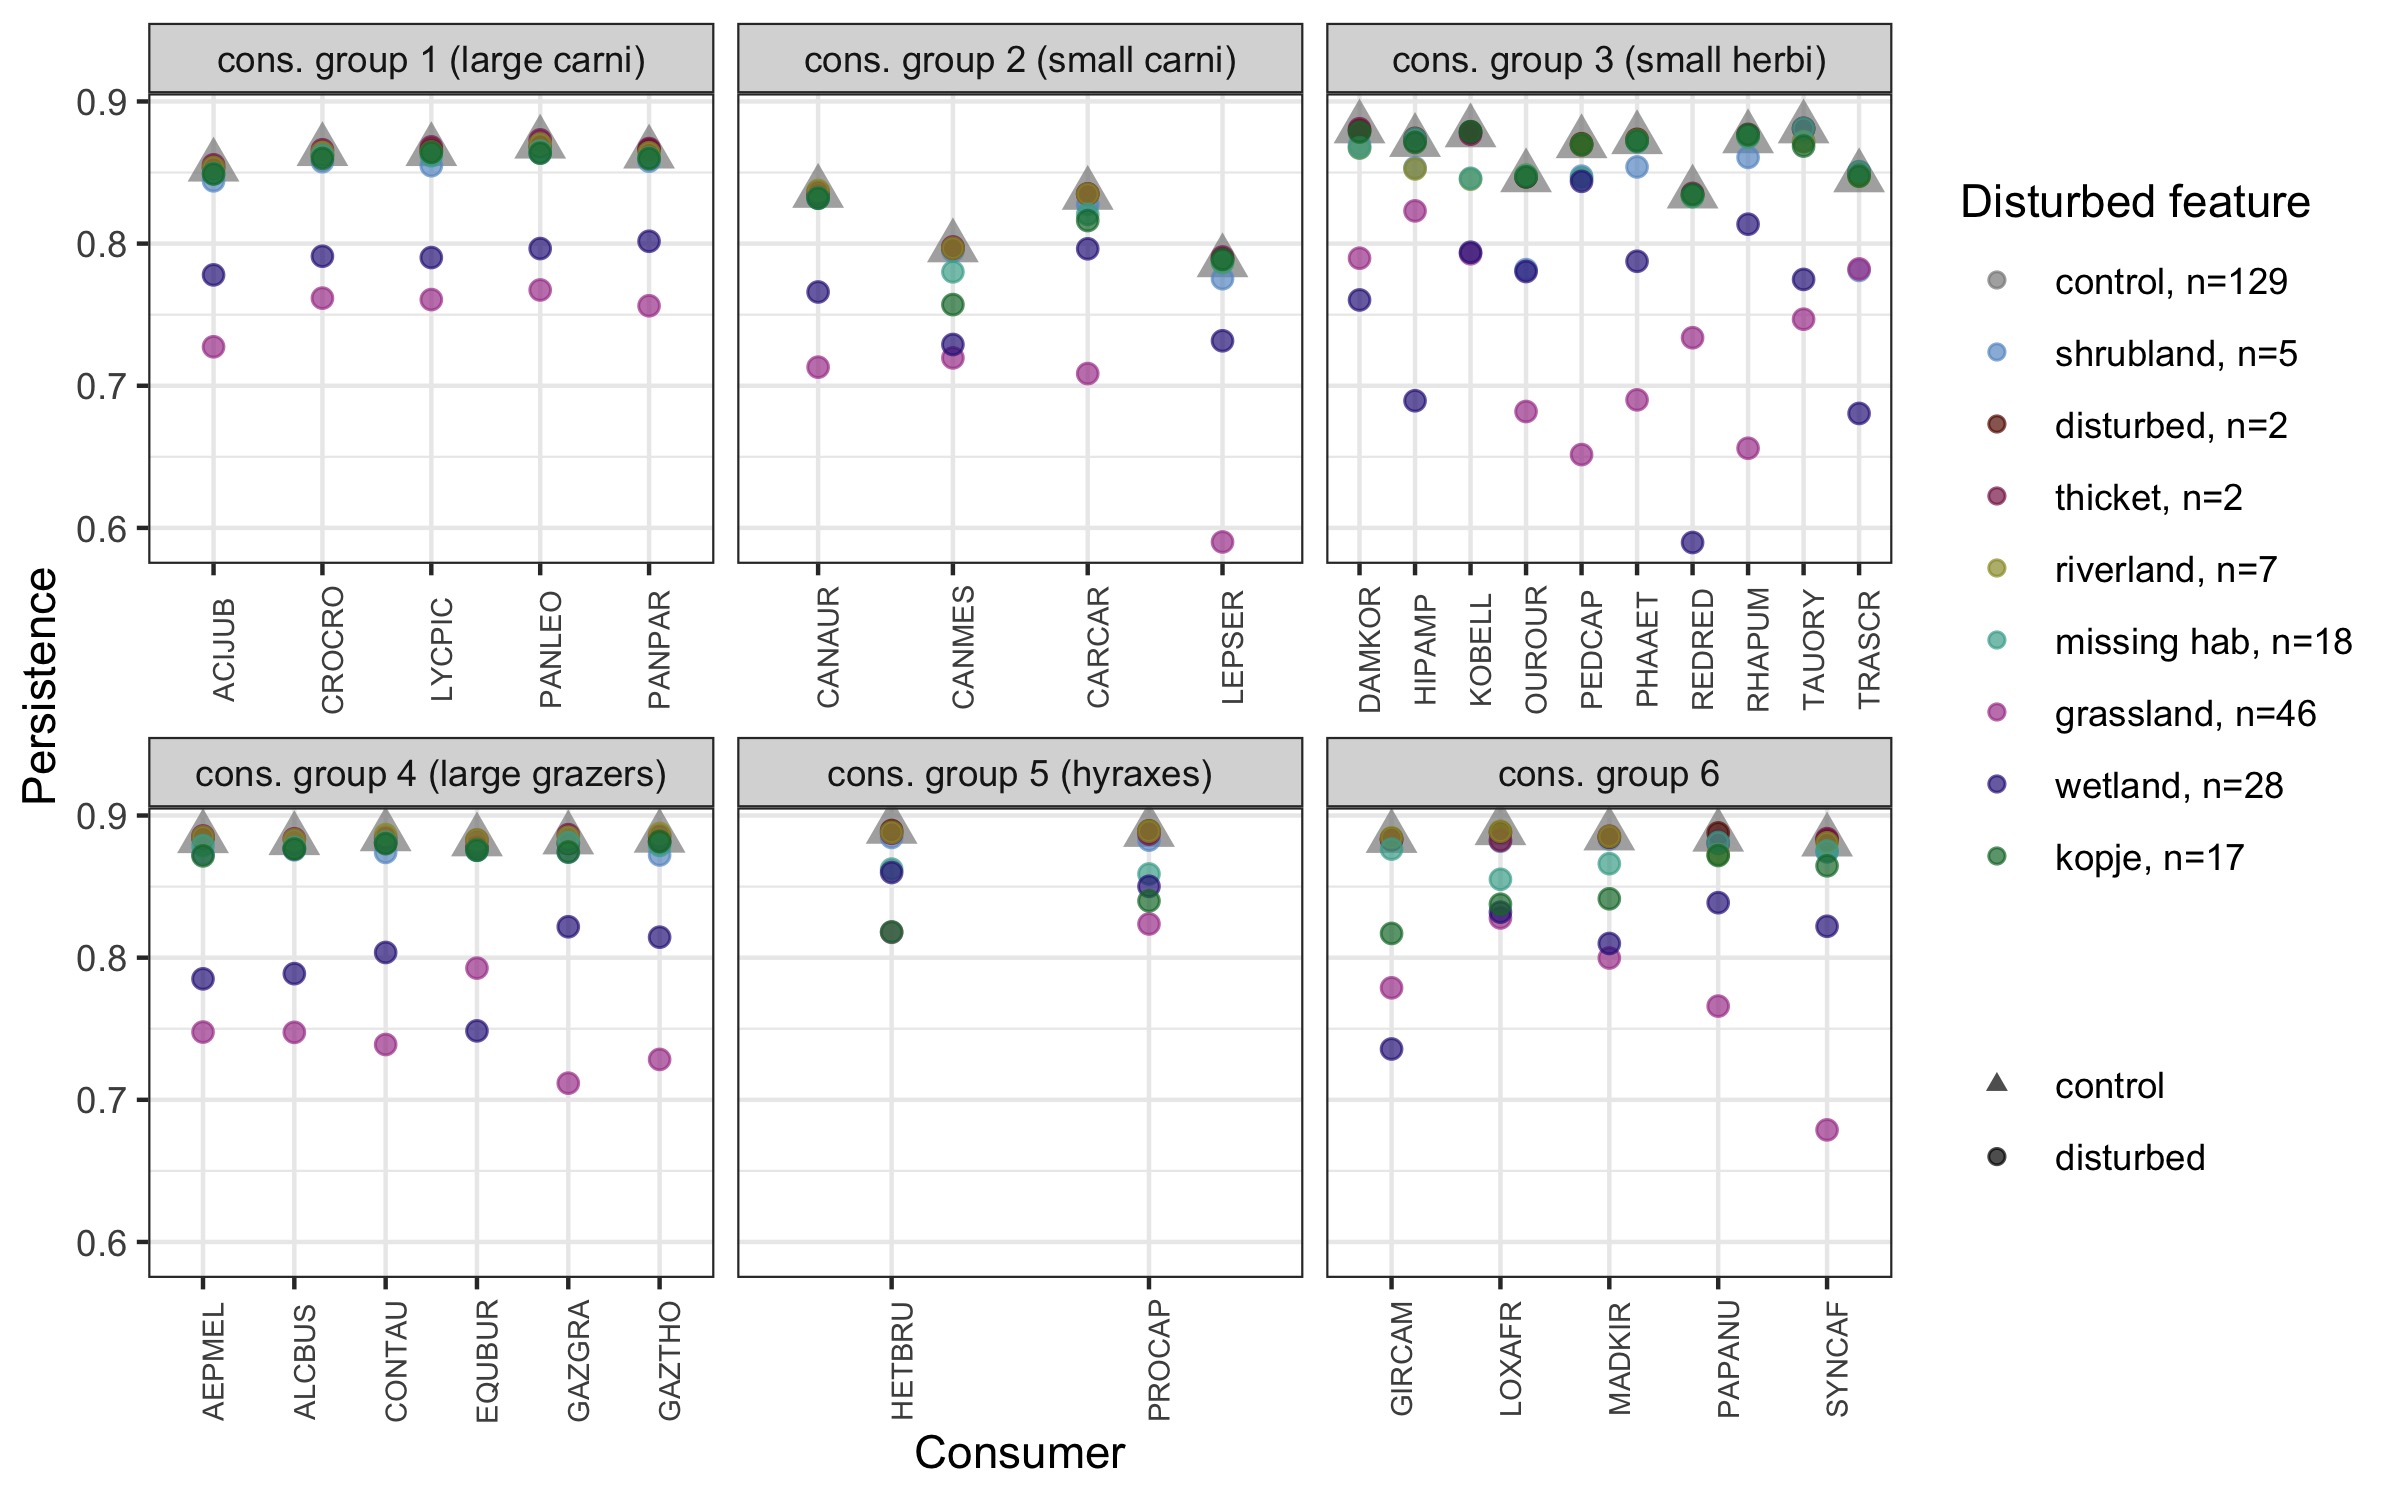 cons. group 1 (large carni)
cons. group 2 (small carni)
cons. group 3 (small herbi)
0.9
0.8
0.7
0.6
ACIJUB
CROCRO
LYCPIC
PANLEO
PANPAR
CANAUR
CANMES
CARCAR
LEPSER
DAMKOR
HIPAMP
KOBELL
OUROUR
PEDCAP
PHAAET
REDRED
RHAPUM
TAUORY
TRASCR
Persistence
cons. group 4 (large grazers)
cons. group 5 (hyraxes)
cons. group 6
0.9
0.8
0.7
0.6
AEPMEL
ALCBUS
CONTAU
EQUBUR
GAZGRA
GAZTHO
HETBRU
PROCAP
GIRCAM
LOXAFR
MADKIR
PAPANU
SYNCAF
Consumer
Disturbed feature
control, n=129
shrubland, n=5
disturbed, n=2
thicket, n=2
riverland, n=7
missing hab, n=18
grassland, n=46
wetland, n=28
kopje, n=17
control
disturbed